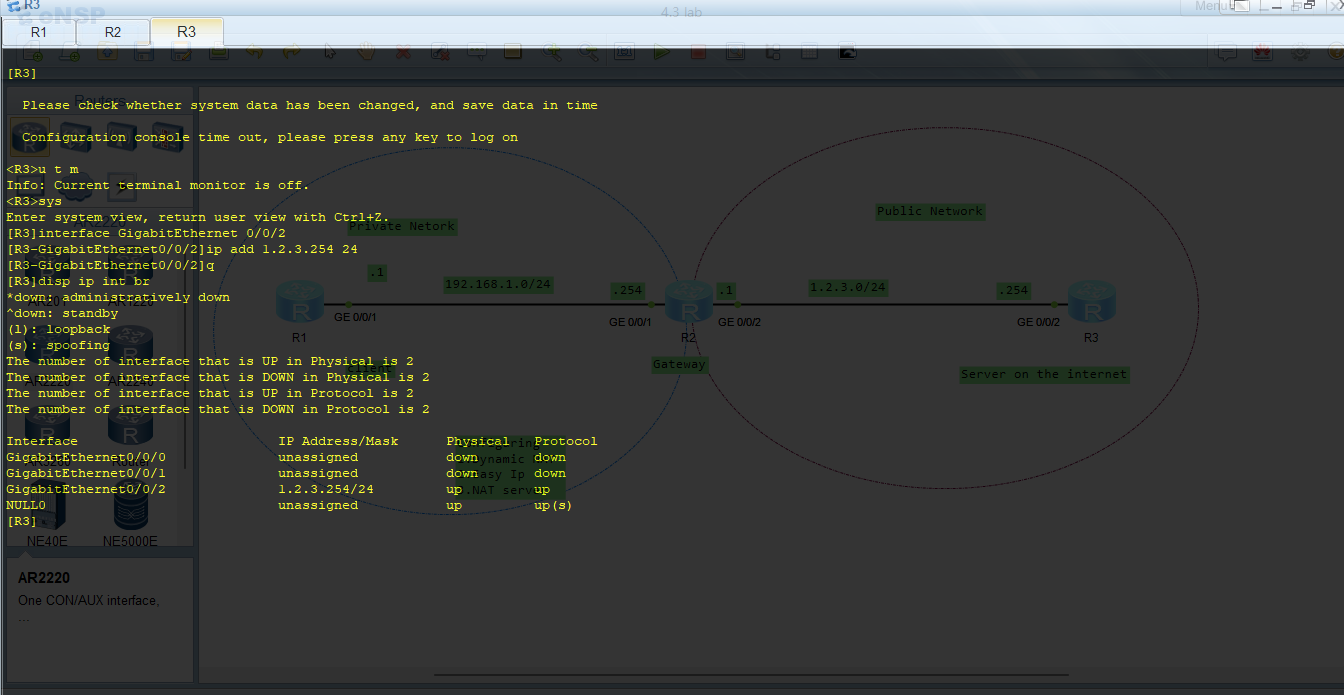 R3
eNSP
4.3 lab
Menu
R1
R2
R3
[R3]
Routers
Please check whether system data has been changed, and save data in time
Configuration console time out, please press any key to log on
<R3>u t m
Info: Current terminal monitor is off.
<R3>sys
Enter system view, return user view with Ctrl+Z.
[R3]interface GigabitEthernet 0/0/2
[R3-GigabitEthernet0/0/2]ip add 1.2.3.254 24
[R3-GigabitEthernet0/0/2]q
[R3]disp ip int br
*down: administratively down
^down: standby
(l): loopback
(s): spoofing
The number of interface that is UP in Physical is 2
The number of interface that is DOWN in Physical is 2
The number of interface that is UP in Protocol is 2
The number of interface that is DOWN in Protocol is 2
Interface IP Address/Mask Physical Protocol
GigabitEthernet0/0/0 unassigned down down
GigabitEthernet0/0/1 unassigned down down
GigabitEthernet0/0/2 1.2.3.254/24 up up
NULL0 unassigned up up(s)
[R3]
Private Netork
Public Network
.1
192.168.1.0/24
.254
.1
1.2.3.0/24
.254
GE 0/0/1
GE 0/0/1
GE 0/0/2
GE 0/0/2
R1
R2
R3
Client
Gateway
Server on the internet
NE40E NE5000E
AR2220
One CON/AUX interface,
...